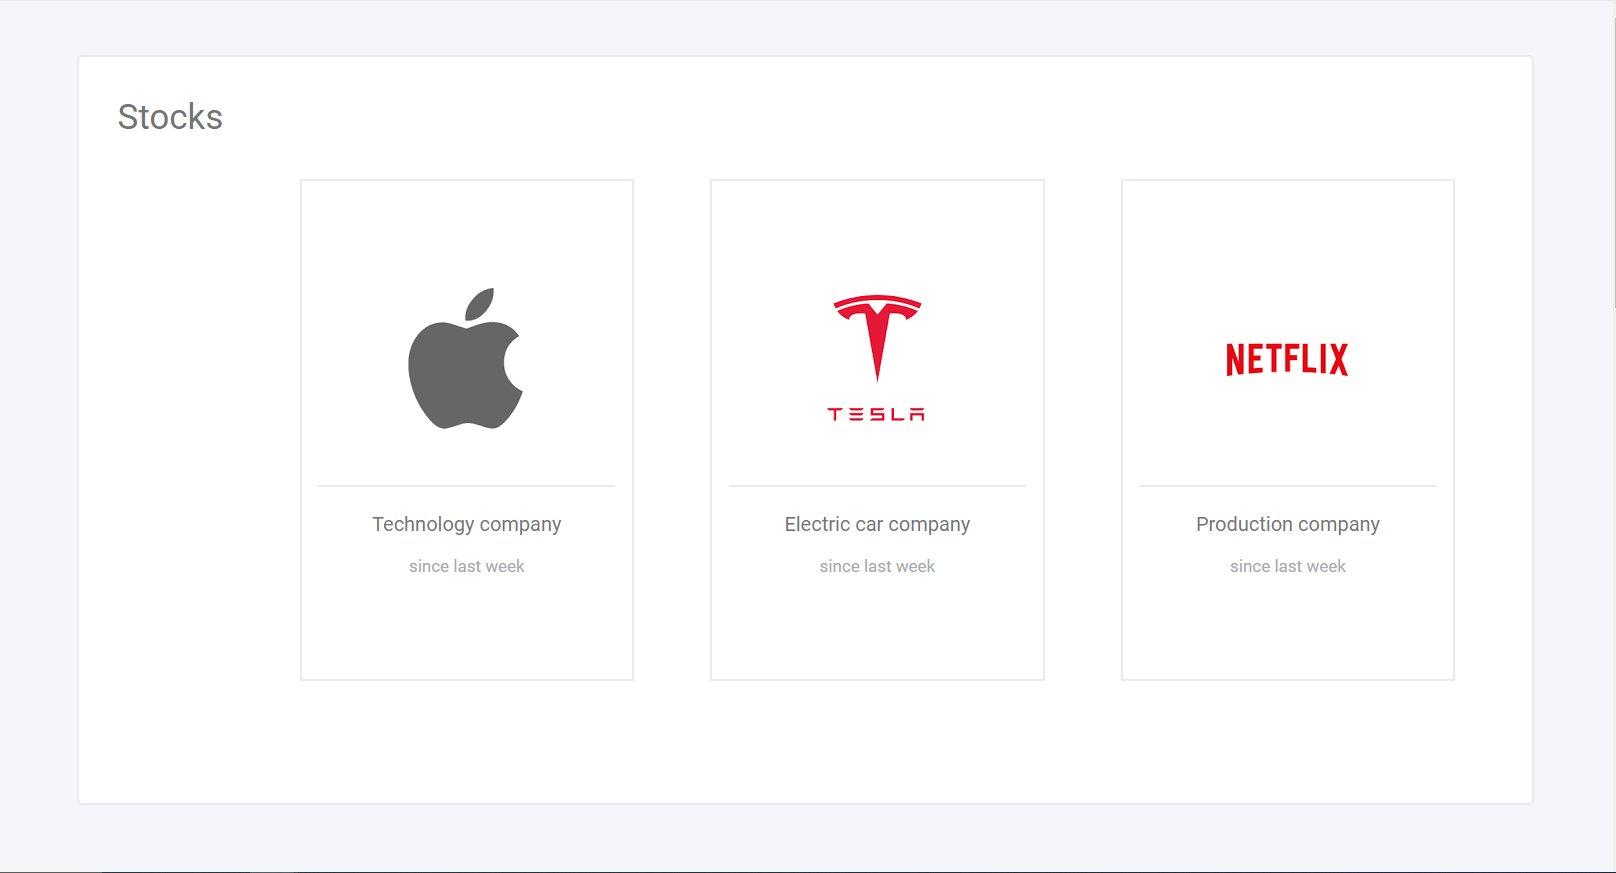 Stocks
TESLA
NETFLIX
Technology company
Electric car company
Production company
since last week
since last week
since last week